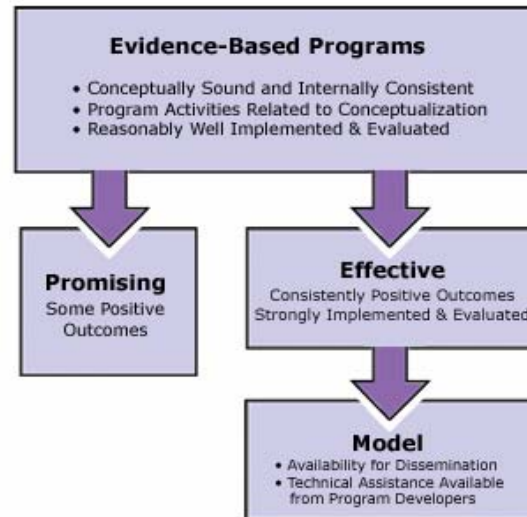 Evidence-Based Programs
• Conceptually Sound and Internally Consistent
• Program Activities Related to Conceptualization
• Reasonably Well Implemented & Evaluated
Promising
Some Positive
Outcomes
Effective
Consistently Positive Outcomes
Strongly Implemented & Evaluated
Model
• Availability for Dissemination
• Technical Assistance Available
from Program Developers